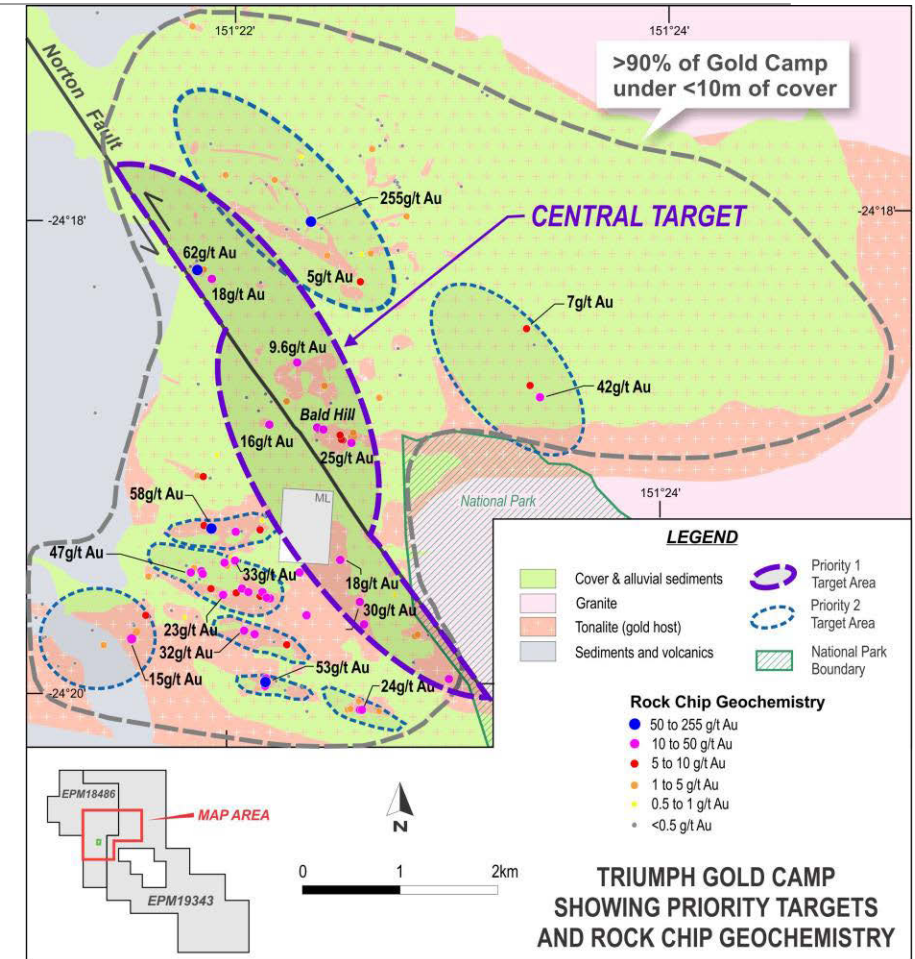 151°22'
151°24'
>90% of Gold Camp
under <10m of cover
Norton Fault
-24°18'
-24°18'
255g/t Au
CENTRAL TARGET
62g/t Au
18g/t Au
5g/t Au
7g/t Au
9.6g/t Au
42g/t Au
Bald Hill
16g/t Au
25g/t Au
58g/t Au
ML
National Park
151°24'
47g/t Au
33g/t Au
18g/t Au
30g/t Au
23g/t Au
32g/t Au
15g/t Au
53g/t Au
24g/t Au
-24°20'
LEGEND
Cover & alluvial sediments
Granite
Tonalite (gold host)
Sediments and volcanics
Priority 1
Target Area
Priority 2
Target Area
National Park
Boundary
Rock Chip Geochemistry
50 to 255 g/t Au
10 to 50 g/t Au
5 to 10 g/t Au
1 to 5 g/t Au
0.5 to 1 g/t Au
<0.5 g/t Au
EPM18486
MAP AREA
EPM19343
N
0 1 2km
TRIUMPH GOLD CAMP
SHOWING PRIORITY TARGETS
AND ROCK CHIP GEOCHEMISTRY